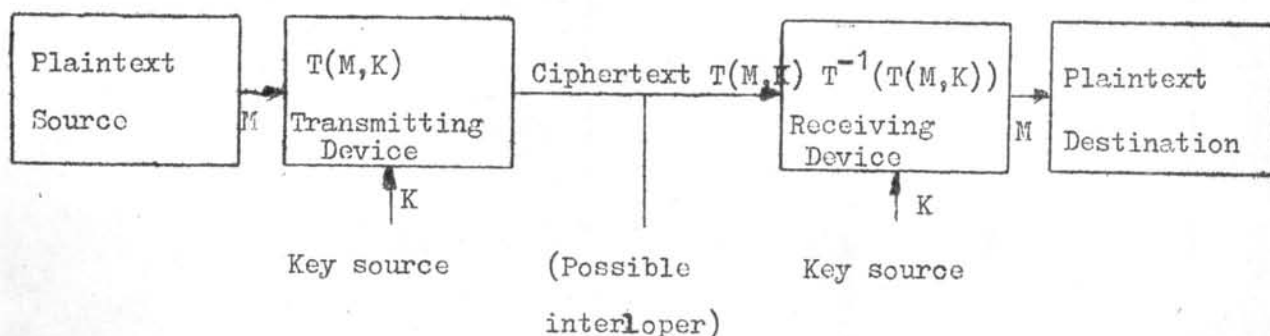 Plaintext
Source
M
T(M,K)
Transmitting
Device
K
Key source
Ciphertext T(M,K)
(Possible
interloper)
T⁻¹(T(M,K))
Receiving
Device
K
Key source
M
Plaintext
Destination